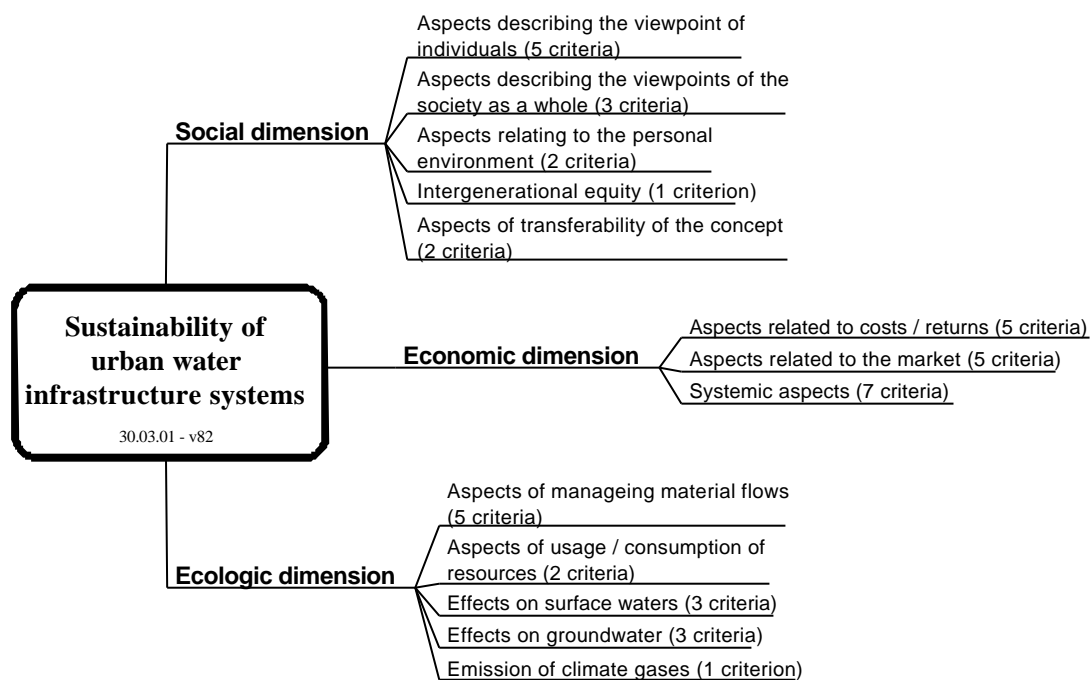 Aspects describing the viewpoint of
individuals (5 criteria)
Aspects describing the viewpoints of the
society as a whole (3 criteria)
Social dimension
Aspects relating to the personal
environment (2 criteria)
Intergenerational equity (1 criterion)
Aspects of transferability of the concept
(2 criteria)
Sustainability of
urban water
infrastructure systems
30.03.01 - v82
Economic dimension
Aspects related to costs / returns (5 criteria)
Aspects related to the market (5 criteria)
Systemic aspects (7 criteria)
Aspects of manageing material flows
(5 criteria)
Aspects of usage / consumption of
resources (2 criteria)
Ecologic dimension
Effects on surface waters (3 criteria)
Effects on groundwater (3 criteria)
Emission of climate gases (1 criterion)